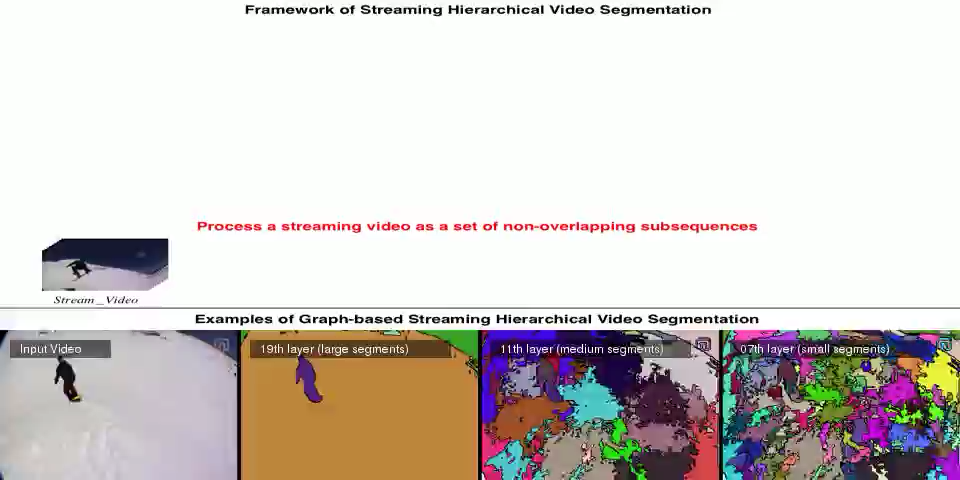 Framework of Streaming Hierarchical Video Segmentation
Process a streaming video as a set of non-overlapping subsequences
Stream_Video
Examples of Graph-based Streaming Hierarchical Video Segmentation
Input Video
19th layer (large segments)
11th layer (medium segments)
07th layer (small segments)